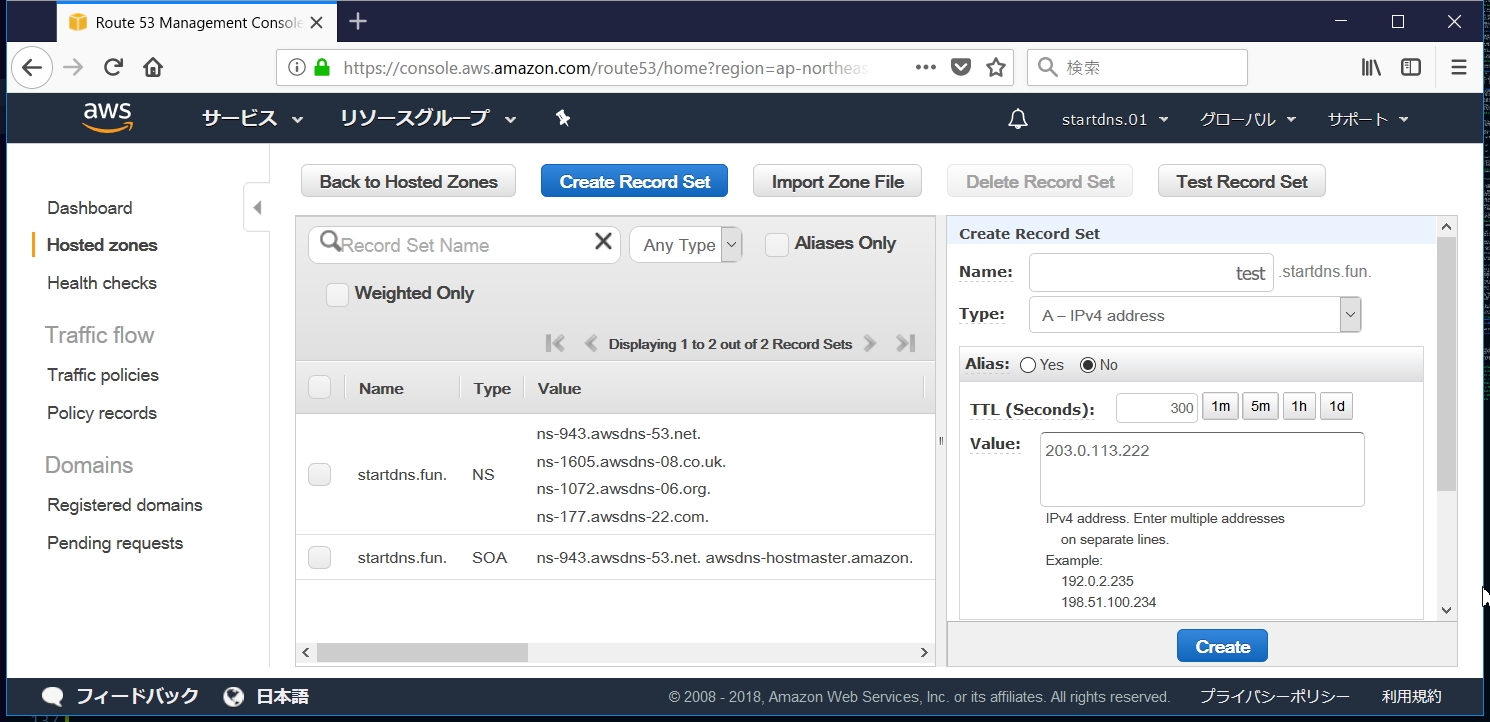 Route 53 Management Console
https://console.aws.amazon.com/route53/home?region=ap-northeas
検索
aws
サービス
リソースグループ
startdns.01
グローバル
サポート
Back to Hosted Zones
Create Record Set
Import Zone File
Delete Record Set
Test Record Set
Dashboard
Hosted zones
Health checks
Traffic flow
Traffic policies
Policy records
Domains
Registered domains
Pending requests
Record Set Name
Any Type
Aliases Only
Weighted Only
Displaying 1 to 2 out of 2 Record Sets
Name Type Value
startdns.fun. NS
ns-943.awsdns-53.net.
ns-1605.awsdns-08.co.uk.
ns-1072.awsdns-06.org.
ns-177.awsdns-22.com.
startdns.fun. SOA ns-943.awsdns-53.net. awsdns-hostmaster.amazon.
Create Record Set
Name: test .startdns.fun.
Type: A – IPv4 address
Alias: Yes No
TTL (Seconds): 300 1m 5m 1h 1d
Value: 203.0.113.222
IPv4 address. Enter multiple addresses
on separate lines.
Example:
192.0.2.235
198.51.100.234
Create
フィードバック
日本語
© 2008 - 2018, Amazon Web Services, Inc. or its affiliates. All rights reserved.
プライバシーポリシー
利用規約